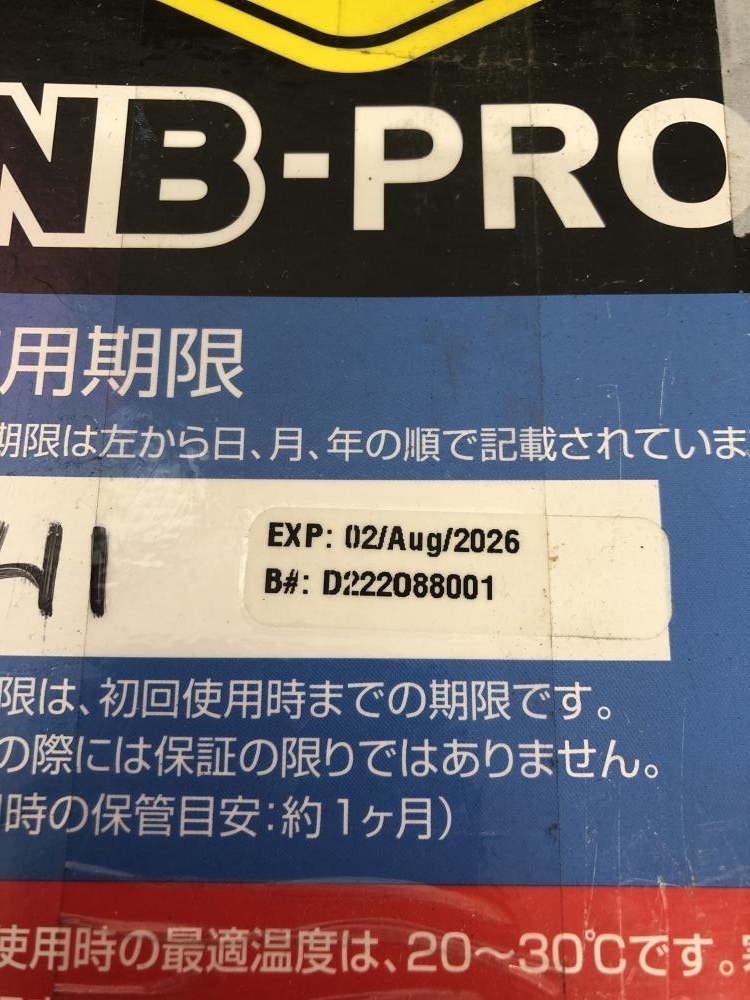 NB-PRO
用期限
期限は左から日、月、年の順で記載されていま
H1
EXP: 02/Aug/2026
B#: D222088001
限は、初回使用時までの期限です。
の際には保証の限りではありません。
時の保管目安:約1ヶ月)
使用時の最適温度は、20〜30℃です。